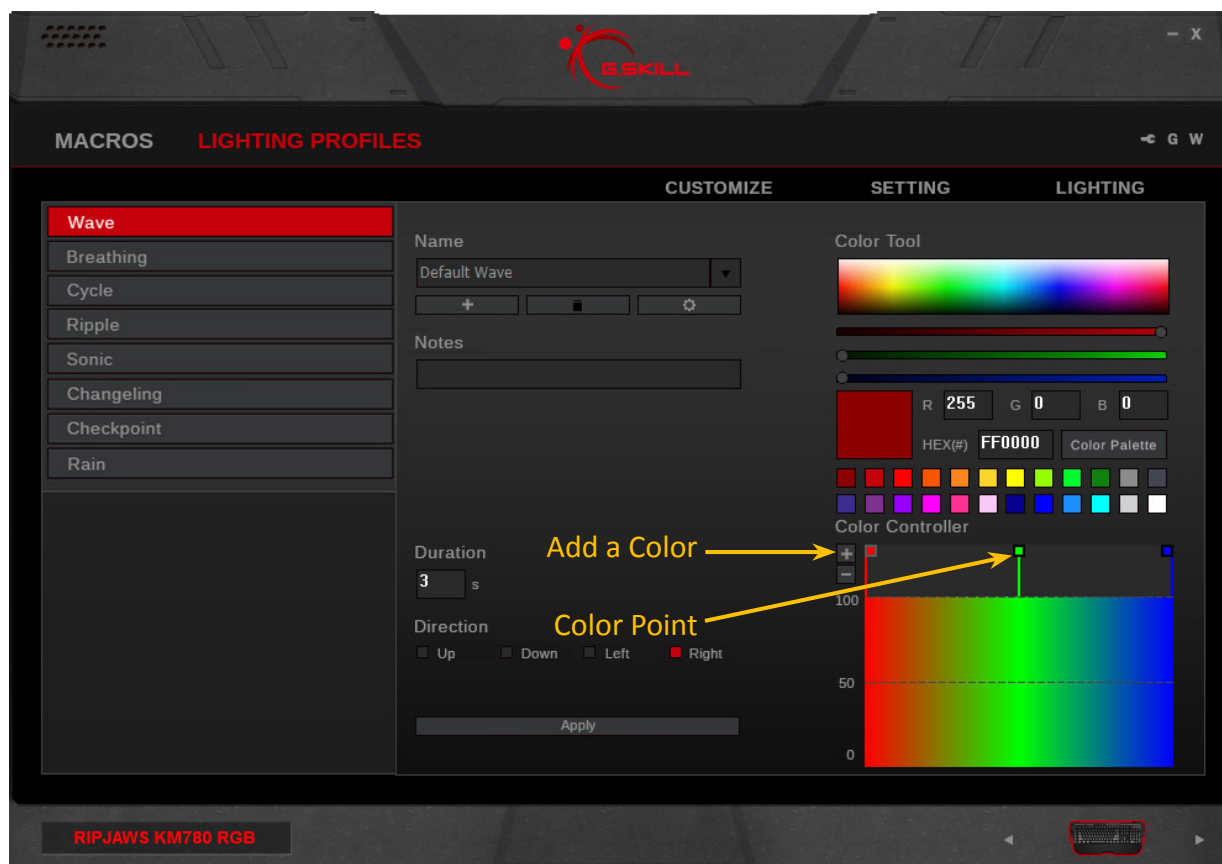 G.SKILL
– X
MACROS LIGHTING PROFILES
G W
CUSTOMIZE SETTING LIGHTING
Wave
Breathing
Cycle
Ripple
Sonic
Changeling
Checkpoint
Rain
Name
Default Wave
+
Notes
Duration
3 s
Direction
Up Down Left Right
Apply
Add a Color
Color Point
Color Tool
R 255 G 0 B 0
HEX(#) FF0000 Color Palette
Color Controller
+
–
100
50
0
RIPJAWS KM780 RGB